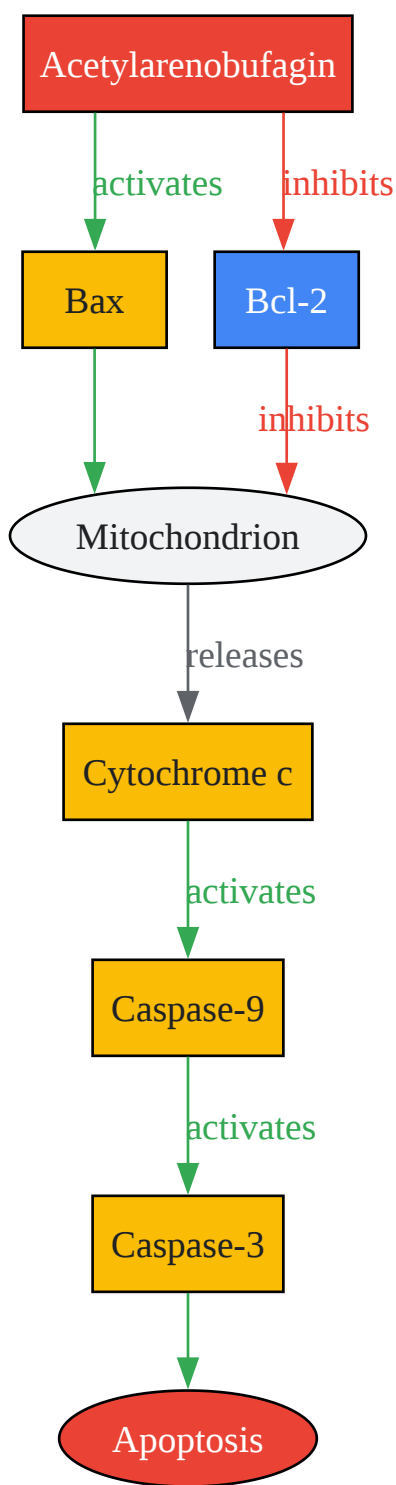 Acetylarenobufagin
activates
inhibits
Bax
Bcl-2
inhibits
Mitochondrion
releases
Cytochrome c
activates
Caspase-9
activates
Caspase-3
Apoptosis